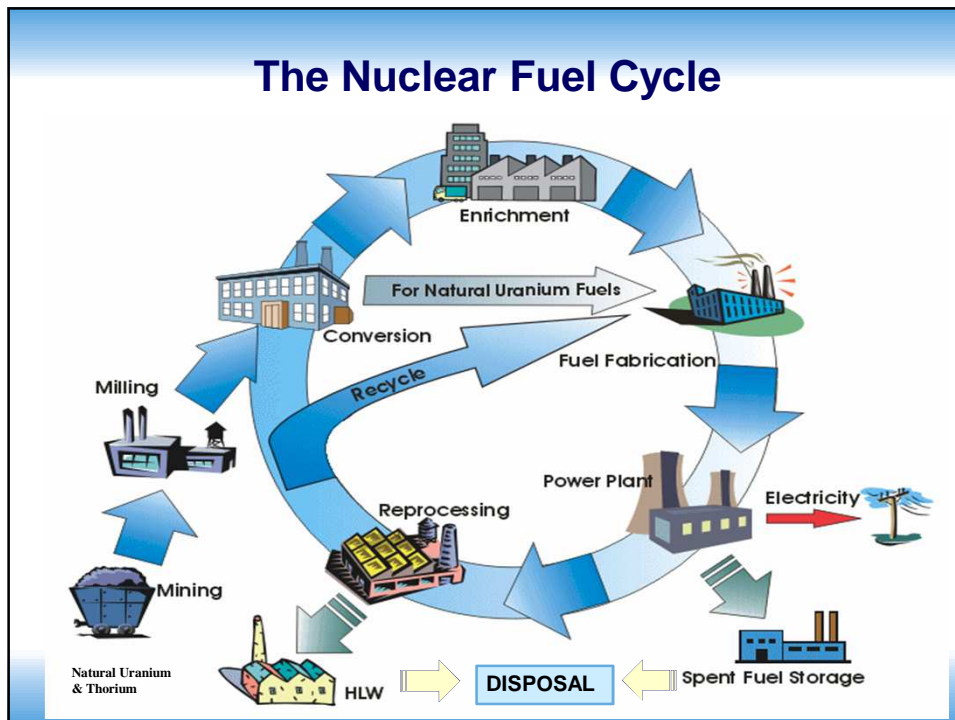 The Nuclear Fuel Cycle
Enrichment
For Natural Uranium Fuels
Conversion
Fuel Fabrication
Recycle
Milling
Power Plant
Electricity
Reprocessing
Mining
Natural Uranium
& Thorium
HLW
DISPOSAL
Spent Fuel Storage